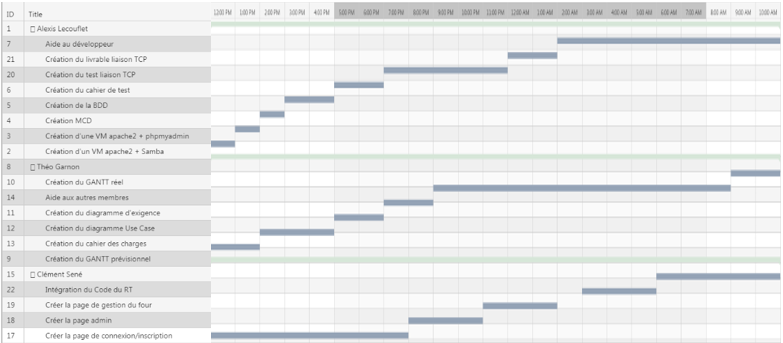 ID Title 12:00 PM 1:00 PM 2:00 PM 3:00 PM 4:00 PM 5:00 PM 6:00 PM 7:00 PM 8:00 PM 9:00 PM 10:00 PM 11:00 PM 12:00 AM 1:00 AM 2:00 AM 3:00 AM 4:00 AM 5:00 AM 6:00 AM 7:00 AM 8:00 AM 9:00 AM 10:00 AM
1 Alexis Lecouflet
7 Aide au développeur
21 Création du livrable liaison TCP
20 Création du test liaison TCP
6 Création du cahier de test
5 Création de la BDD
4 Création MCD
3 Création d'une VM apache2 + phpmyadmin
2 Création d'un VM apache2 + Samba
8 Théo Garnon
10 Création du GANTT réel
14 Aide aux autres membres
11 Création du diagramme d'exigence
12 Création du diagramme Use Case
13 Création du cahier des charges
9 Création du GANTT prévisionnel
15 Clément Sené
22 Intégration du Code du RT
19 Créer la page de gestion du four
18 Créer la page admin
17 Créer la page de connexion/inscription